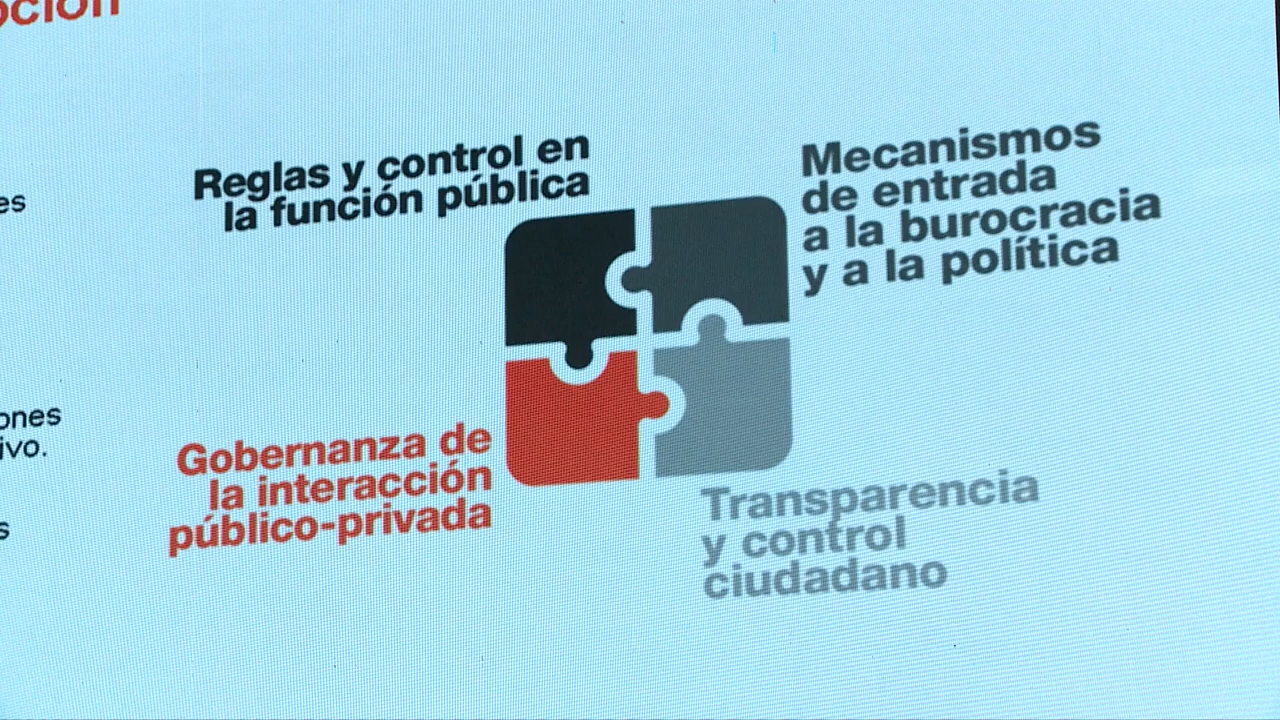 Reglas y control en
la función pública
Mecanismos
de entrada
a la burocracia
y a la política
Gobernanza de
la interacción
público-privada
Transparencia
y control
ciudadano